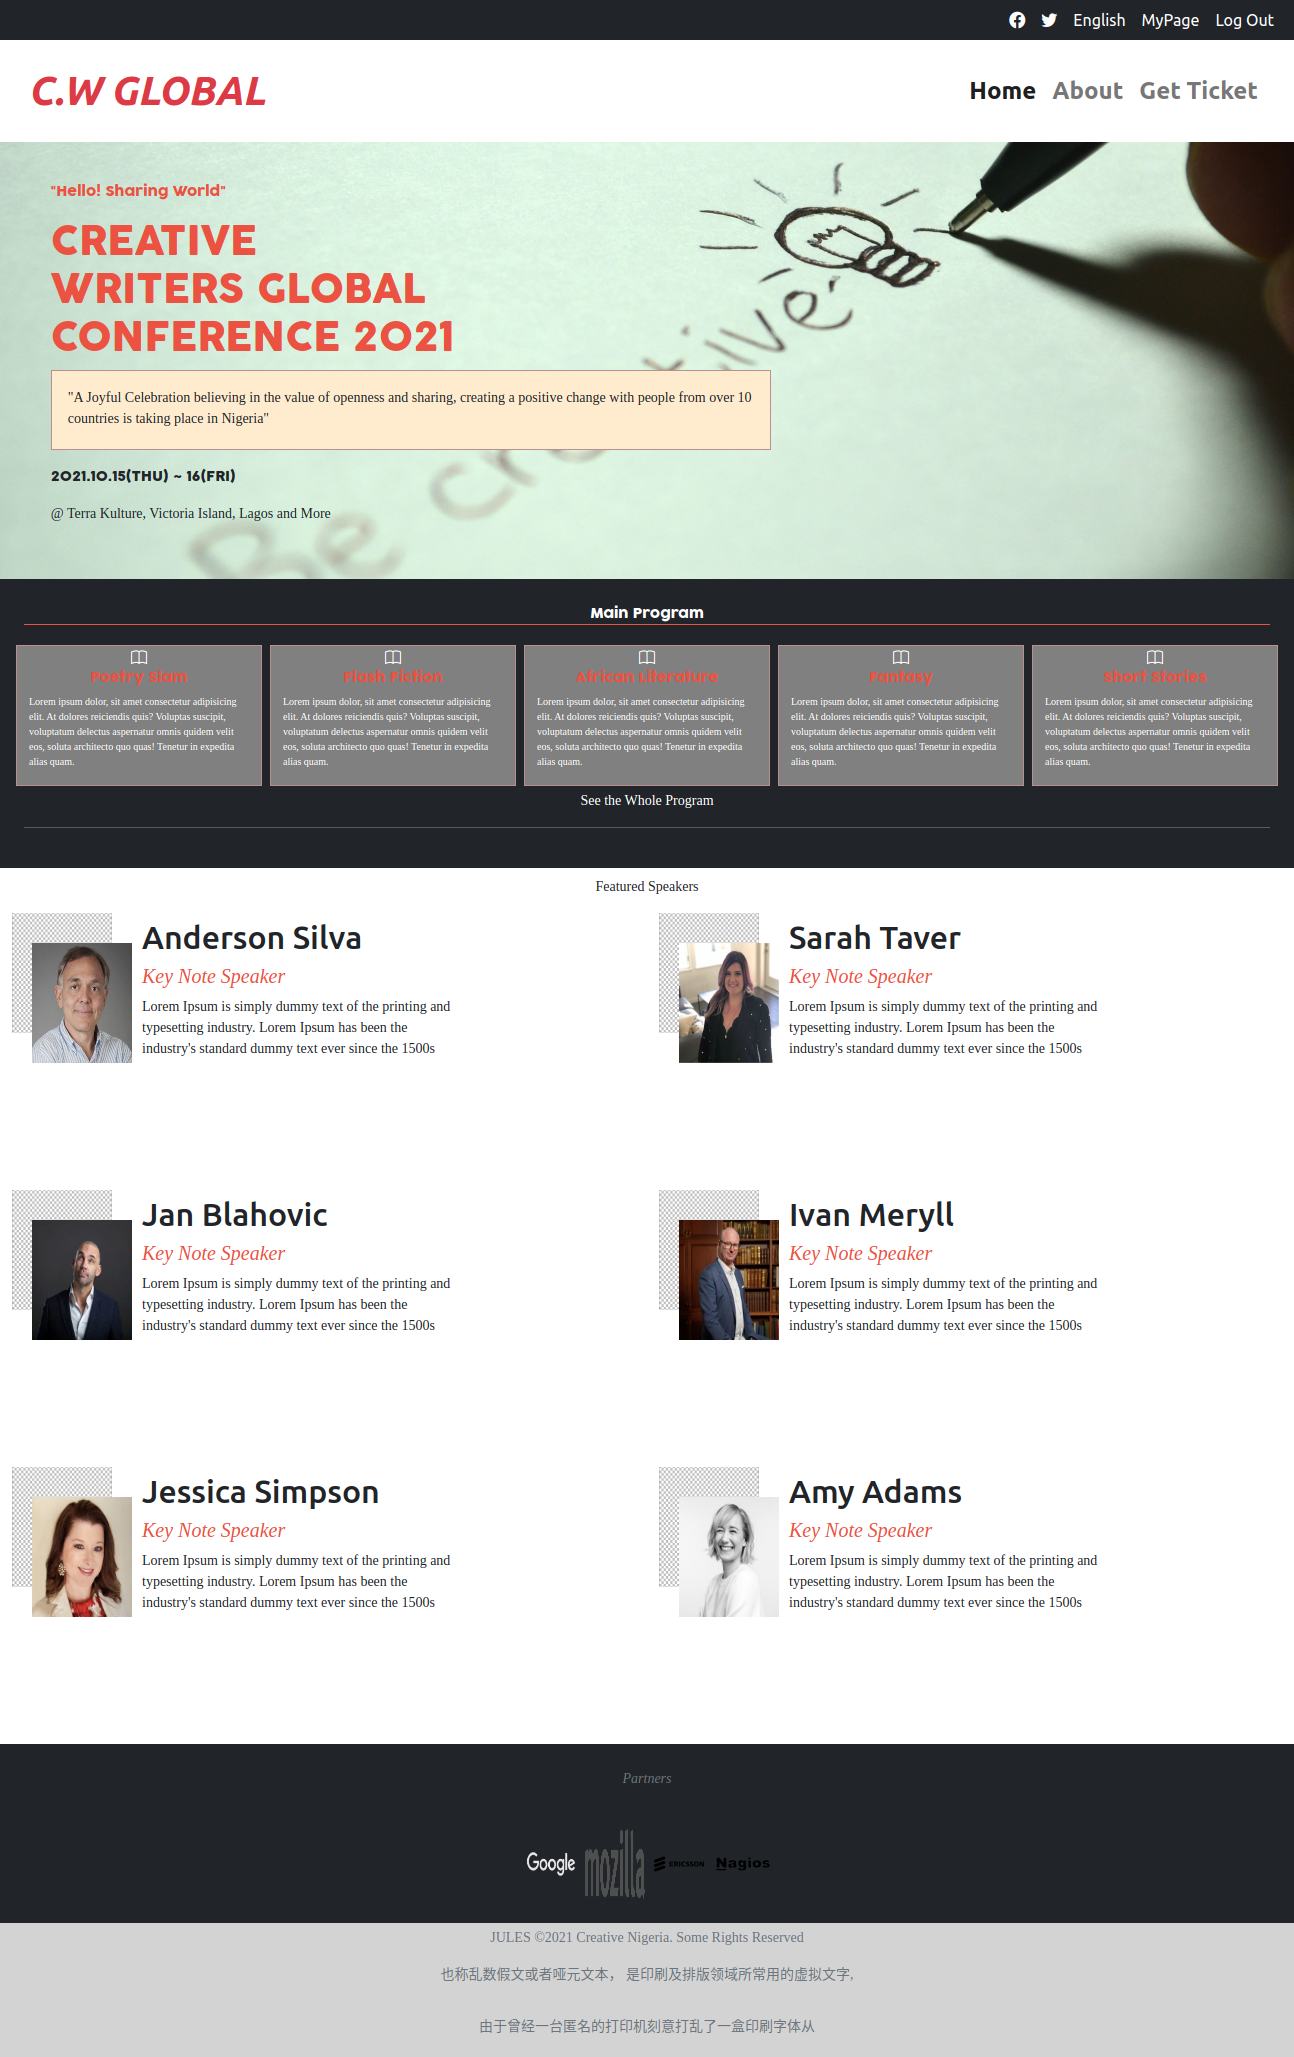 English MyPage Log Out
C.W GLOBAL
Home About Get Ticket
"Hello! Sharing World"
CREATIVE
WRITERS GLOBAL
CONFERENCE 2021
"A Joyful Celebration believing in the value of openness and sharing, creating a positive change with people from over 10
countries is taking place in Nigeria"
2021.10.15(THU) ~ 16(FRI)
@ Terra Kulture, Victoria Island, Lagos and More
Be creative
Main Program
Poetry Slam
Lorem ipsum dolor, sit amet consectetur adipisicing
elit. At dolores reiciendis quis? Voluptas suscipit,
voluptatum delectus aspernatur omnis quidem velit
eos, soluta architecto quo quas! Tenetur in expedita
alias quam.
Flash Fiction
Lorem ipsum dolor, sit amet consectetur adipisicing
elit. At dolores reiciendis quis? Voluptas suscipit,
voluptatum delectus aspernatur omnis quidem velit
eos, soluta architecto quo quas! Tenetur in expedita
alias quam.
African Literature
Lorem ipsum dolor, sit amet consectetur adipisicing
elit. At dolores reiciendis quis? Voluptas suscipit,
voluptatum delectus aspernatur omnis quidem velit
eos, soluta architecto quo quas! Tenetur in expedita
alias quam.
Fantasy
Lorem ipsum dolor, sit amet consectetur adipisicing
elit. At dolores reiciendis quis? Voluptas suscipit,
voluptatum delectus aspernatur omnis quidem velit
eos, soluta architecto quo quas! Tenetur in expedita
alias quam.
Short Stories
Lorem ipsum dolor, sit amet consectetur adipisicing
elit. At dolores reiciendis quis? Voluptas suscipit,
voluptatum delectus aspernatur omnis quidem velit
eos, soluta architecto quo quas! Tenetur in expedita
alias quam.
See the Whole Program
Featured Speakers
Anderson Silva
Key Note Speaker
Lorem Ipsum is simply dummy text of the printing and
typesetting industry. Lorem Ipsum has been the
industry's standard dummy text ever since the 1500s
Sarah Taver
Key Note Speaker
Lorem Ipsum is simply dummy text of the printing and
typesetting industry. Lorem Ipsum has been the
industry's standard dummy text ever since the 1500s
Jan Blahovic
Key Note Speaker
Lorem Ipsum is simply dummy text of the printing and
typesetting industry. Lorem Ipsum has been the
industry's standard dummy text ever since the 1500s
Ivan Meryll
Key Note Speaker
Lorem Ipsum is simply dummy text of the printing and
typesetting industry. Lorem Ipsum has been the
industry's standard dummy text ever since the 1500s
Jessica Simpson
Key Note Speaker
Lorem Ipsum is simply dummy text of the printing and
typesetting industry. Lorem Ipsum has been the
industry's standard dummy text ever since the 1500s
Amy Adams
Key Note Speaker
Lorem Ipsum is simply dummy text of the printing and
typesetting industry. Lorem Ipsum has been the
industry's standard dummy text ever since the 1500s
Partners
Google mozilla ERICSSON Nagios
JULES ©2021 Creative Nigeria. Some Rights Reserved
也称乱数假文或者哑元文本， 是印刷及排版领域所常用的虚拟文字,
由于曾经一台匿名的打印机刻意打乱了一盒印刷字体从